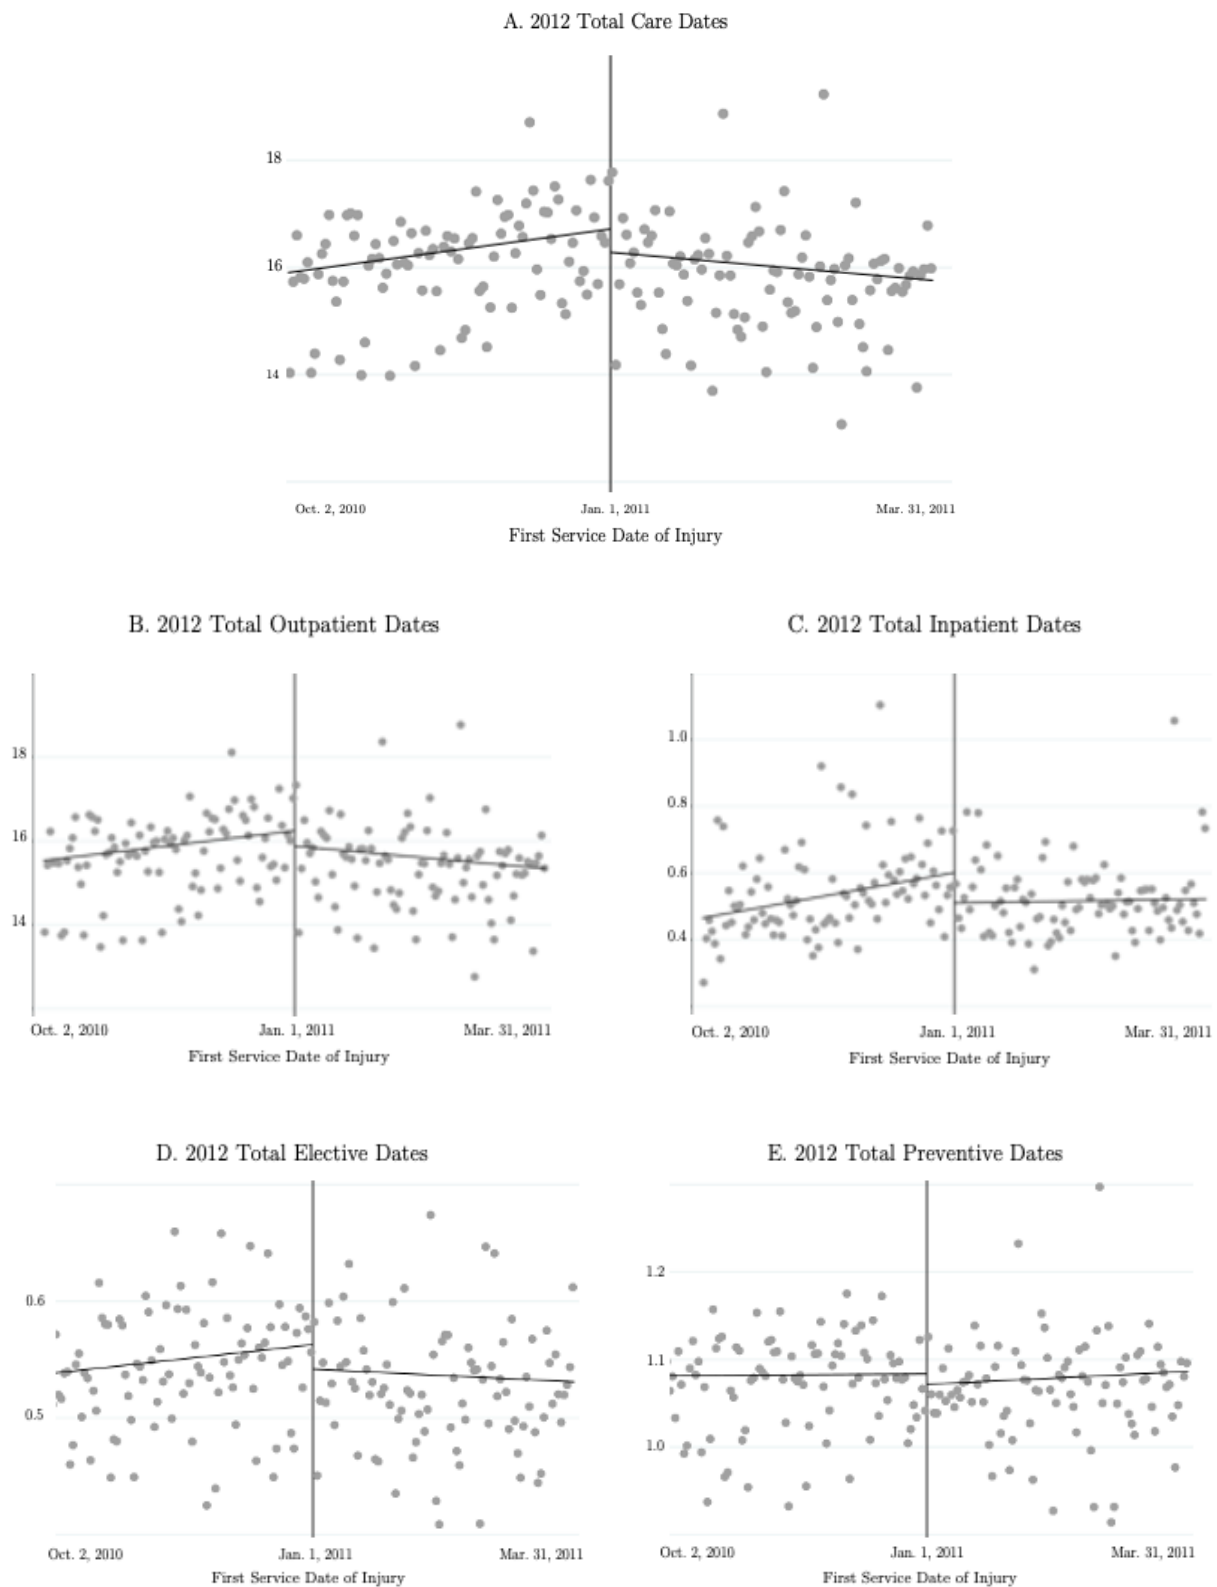 A. 2012 Total Care Dates
18
16
14
Oct. 2, 2010 Jan. 1, 2011 Mar. 31, 2011
First Service Date of Injury
B. 2012 Total Outpatient Dates
18
16
14
Oct. 2, 2010 Jan. 1, 2011 Mar. 31, 2011
First Service Date of Injury
C. 2012 Total Inpatient Dates
1.0
0.8
0.6
0.4
Oct. 2, 2010 Jan. 1, 2011 Mar. 31, 2011
First Service Date of Injury
D. 2012 Total Elective Dates
0.6
0.5
Oct. 2, 2010 Jan. 1, 2011 Mar. 31, 2011
First Service Date of Injury
E. 2012 Total Preventive Dates
1.2
1.1
1.0
Oct. 2, 2010 Jan. 1, 2011 Mar. 31, 2011
First Service Date of Injury